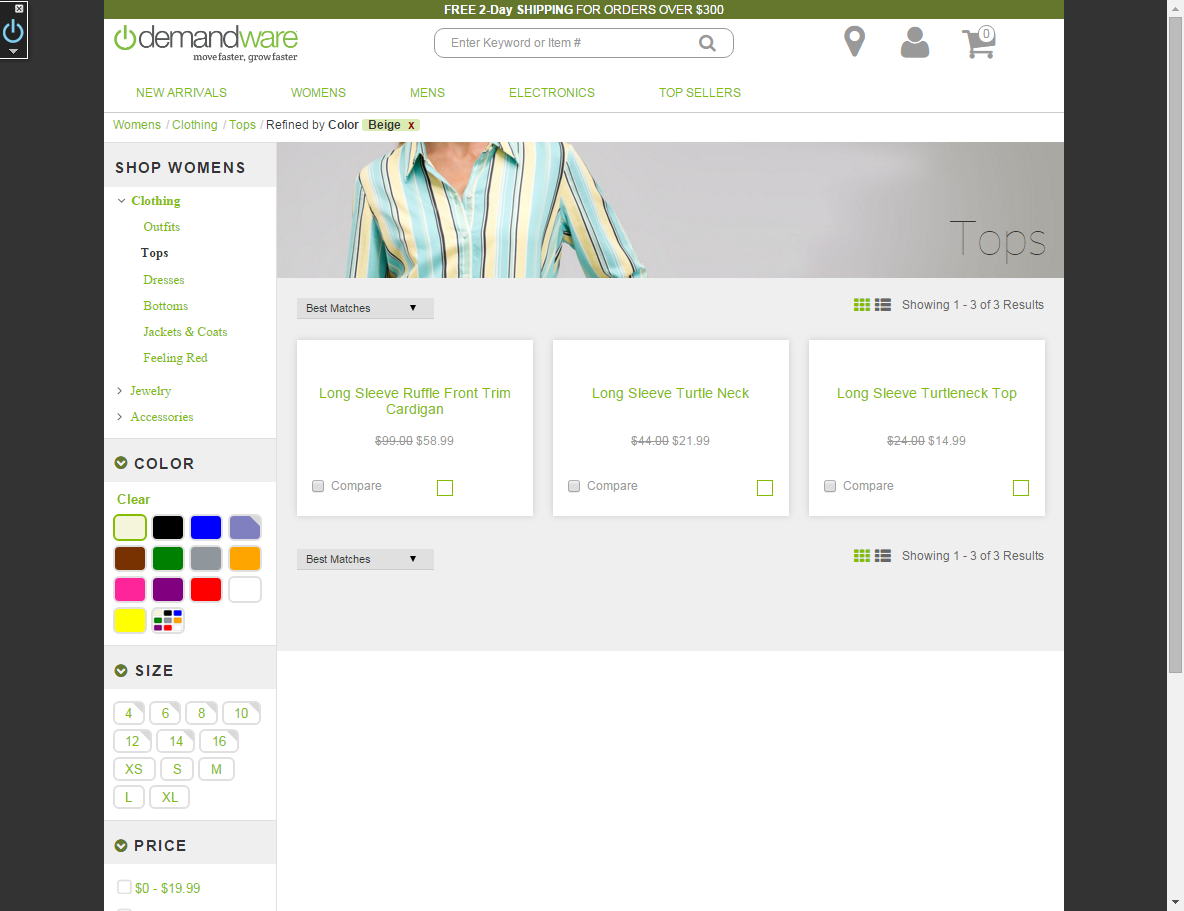 FREE 2-Day SHIPPING FOR ORDERS OVER $300
demandware
move faster, grow faster
Enter Keyword or Item #
0
NEW ARRIVALS WOMENS MENS ELECTRONICS TOP SELLERS
Womens / Clothing / Tops / Refined by Color Beige x
SHOP WOMENS
Clothing
Outfits
Tops
Dresses
Bottoms
Jackets & Coats
Feeling Red
Jewelry
Accessories
COLOR
Clear
SIZE
4 6 8 10
12 14 16
XS S M
L XL
PRICE
$0 - $19.99
Tops
Best Matches
Showing 1 - 3 of 3 Results
Long Sleeve Ruffle Front Trim
Cardigan
$99.00 $58.99
Compare
Long Sleeve Turtle Neck
$44.00 $21.99
Compare
Long Sleeve Turtleneck Top
$24.00 $14.99
Compare
Best Matches
Showing 1 - 3 of 3 Results